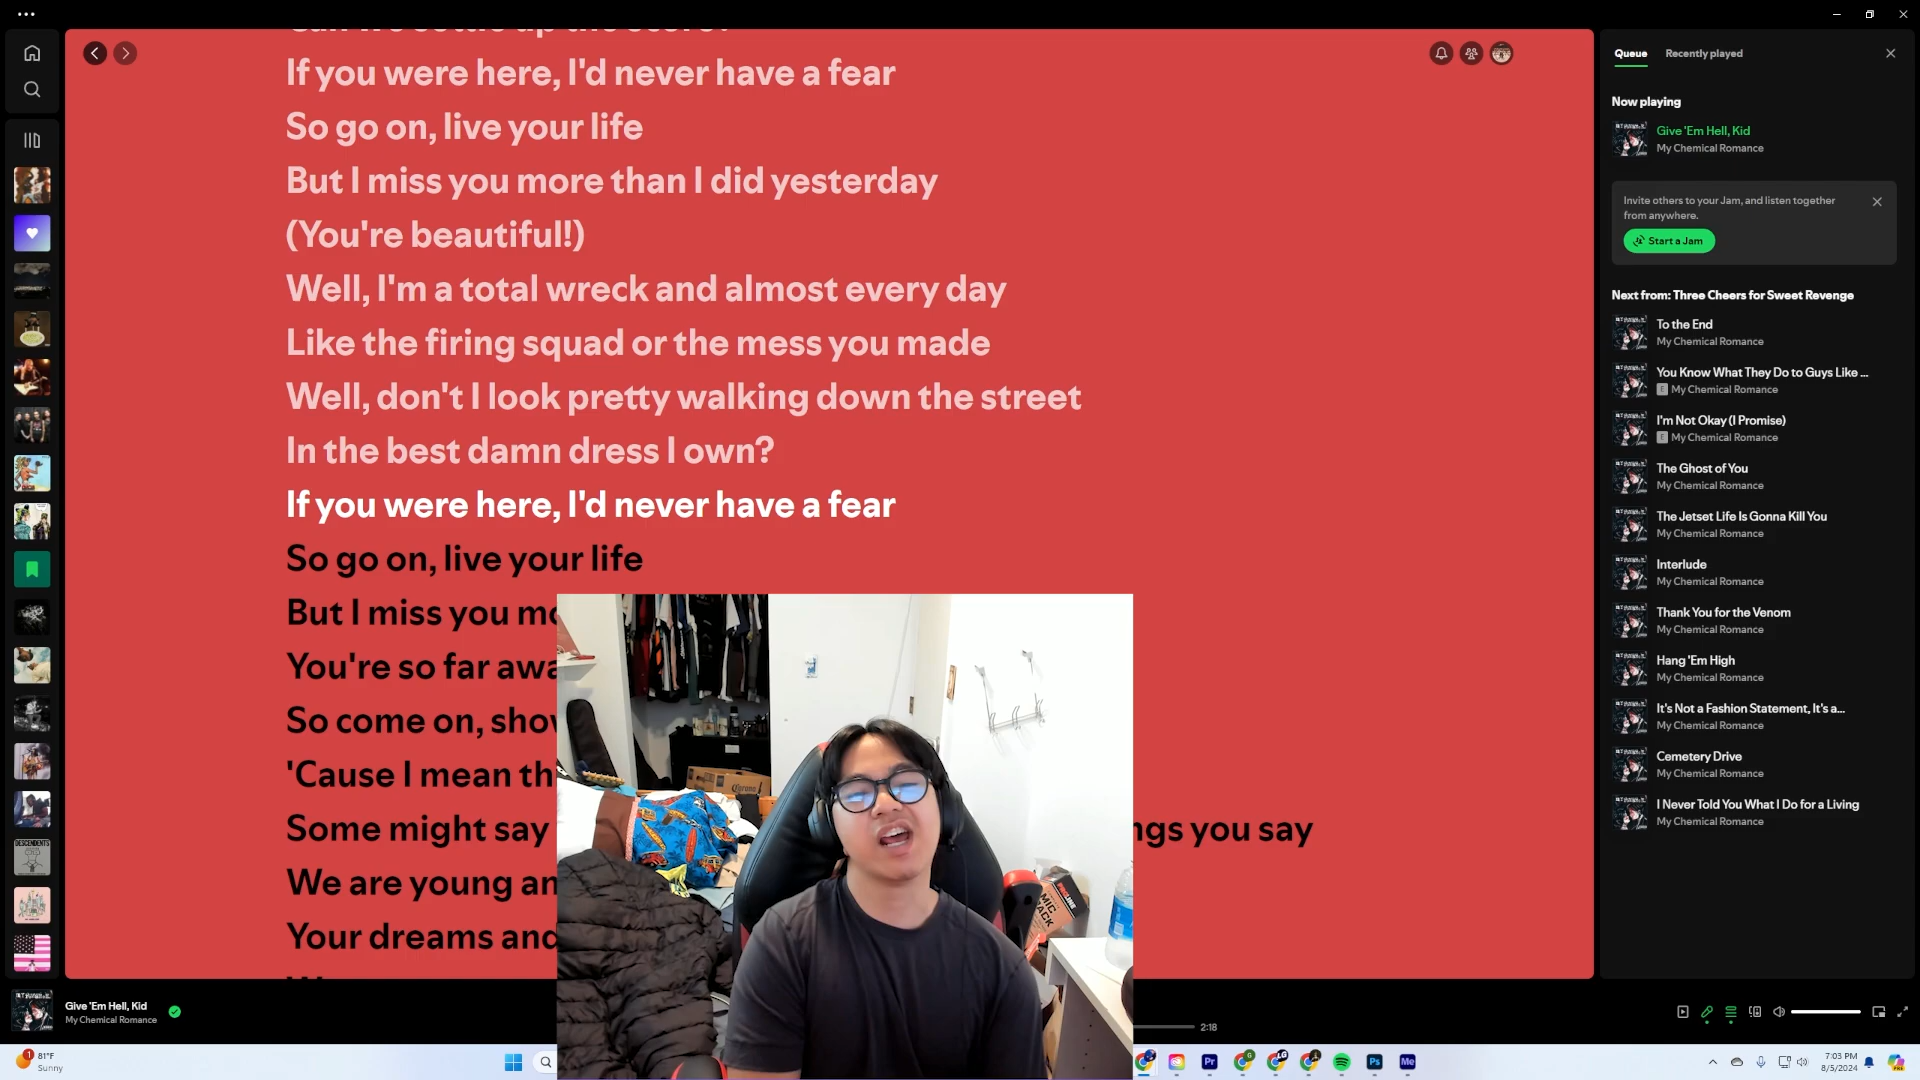 If you were here, I'd never have a fear
So go on, live your life
But I miss you more than I did yesterday
(You're beautiful!)
Well, I'm a total wreck and almost every day
Like the firing squad or the mess you made
Well, don't I look pretty walking down the street
In the best damn dress I own?
If you were here, I'd never have a fear
So go on, live your life
But I miss you
You're so far
So come on,
'Cause I mean
Some might say
you say
We are young
Your dreams
Queue
Recently played
Now playing
Give 'Em Hell, Kid
My Chemical Romance
Invite others to your Jam, and listen together
from anywhere.
Start a Jam
Next from: Three Cheers for Sweet Revenge
To the End
My Chemical Romance
You Know What They Do to Guys Like ...
E My Chemical Romance
I'm Not Okay (I Promise)
E My Chemical Romance
The Ghost of You
My Chemical Romance
The Jetset Life Is Gonna Kill You
My Chemical Romance
Interlude
My Chemical Romance
Thank You for the Venom
My Chemical Romance
Hang 'Em High
My Chemical Romance
It's Not a Fashion Statement, It's a...
My Chemical Romance
Cemetery Drive
My Chemical Romance
I Never Told You What I Do for a Living
My Chemical Romance
DESCENDENTS
Corona
Give 'Em Hell, Kid
My Chemical Romance
2:18
1
81°F
Sunny
Pr
G
LG
Ps
Me
7:03 PM
8/5/2024